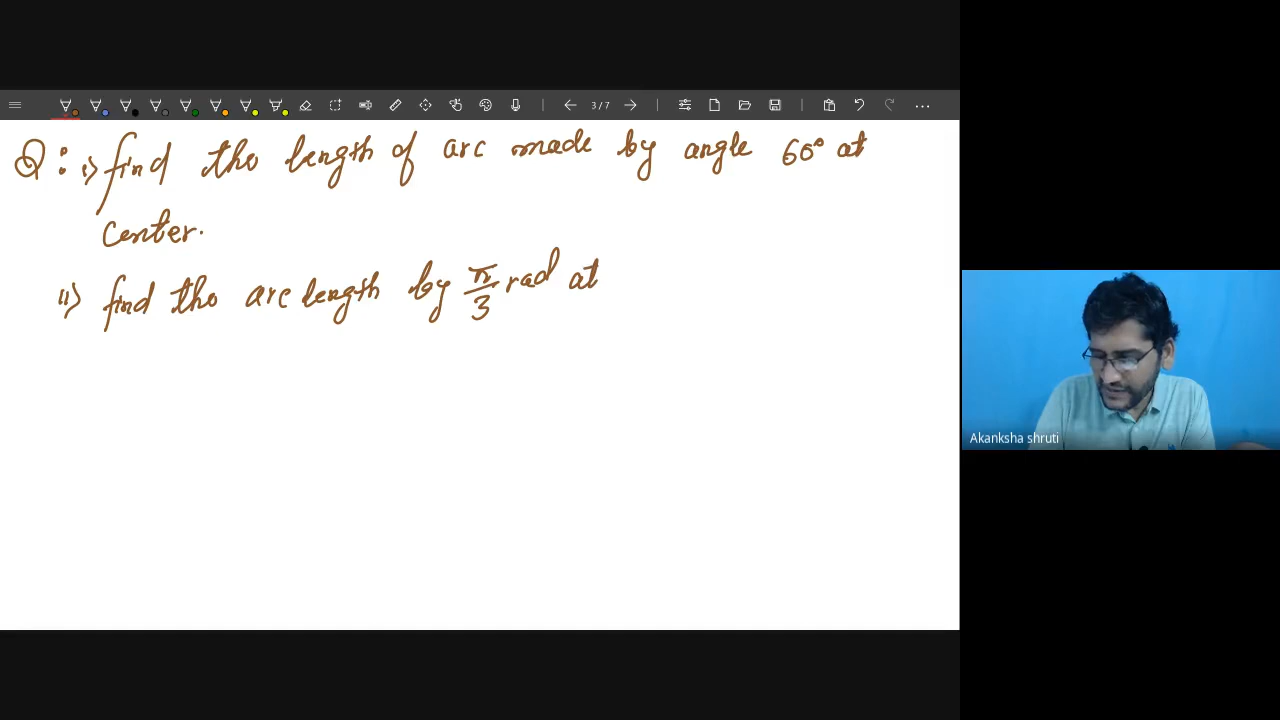 3/7
Q: i) find the length of arc made by angle 60° at
center.
ii) find the arc length by π/3 rad at
Akanksha shruti